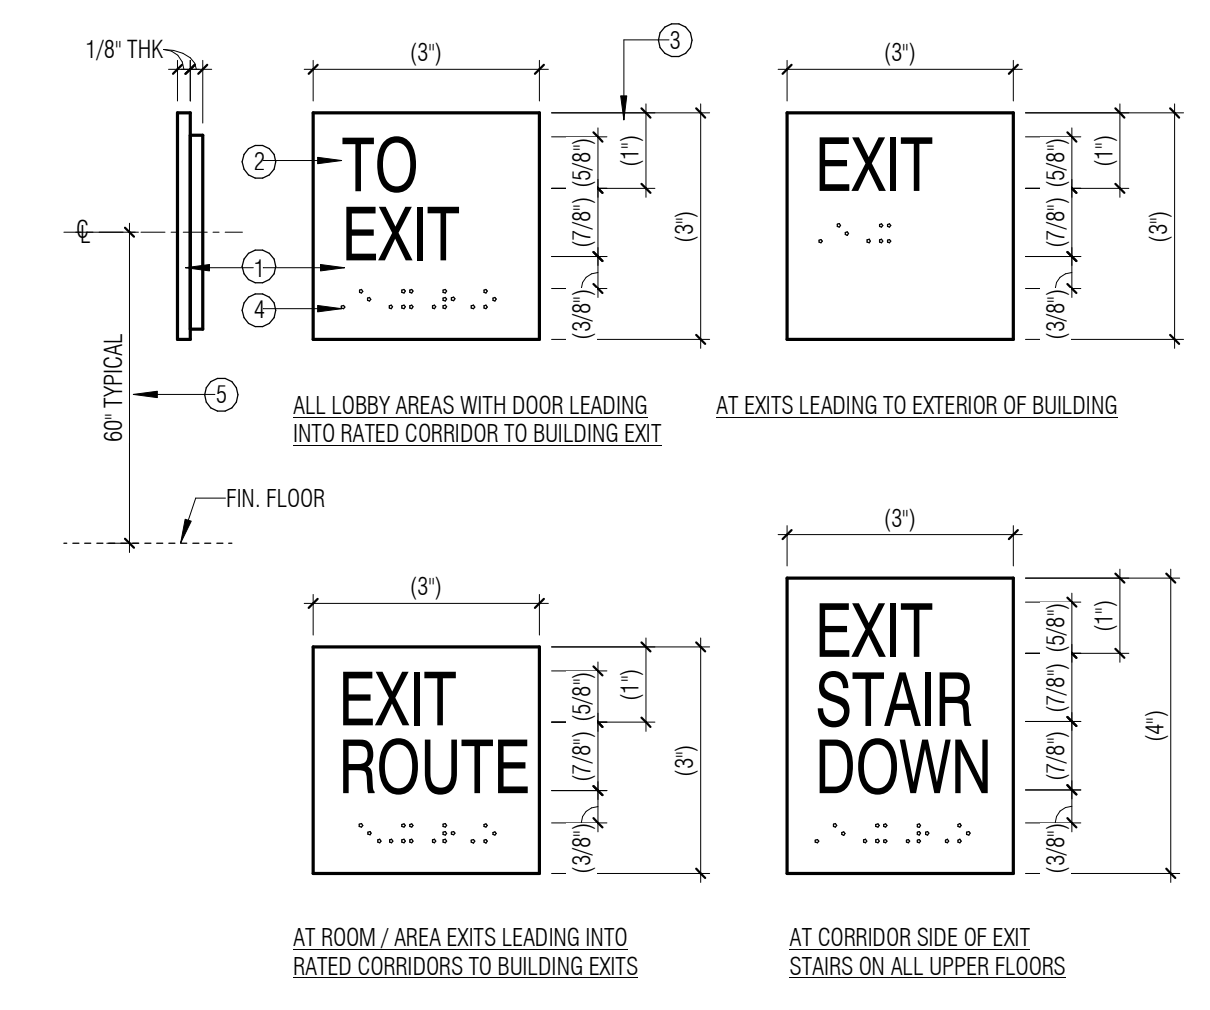 1/8" THK
(3")
3
(3")
2
TO
EXIT
(5/8")
(1")
(7/8")
(3")
(3/8")
EXIT
(5/8")
(1")
(7/8")
(3")
(3/8")
℄
1
4
60" TYPICAL
5
ALL LOBBY AREAS WITH DOOR LEADING
INTO RATED CORRIDOR TO BUILDING EXIT
AT EXITS LEADING TO EXTERIOR OF BUILDING
FIN. FLOOR
(3")
EXIT
ROUTE
(5/8")
(1")
(7/8")
(3")
(3/8")
AT ROOM / AREA EXITS LEADING INTO
RATED CORRIDORS TO BUILDING EXITS
(3")
EXIT
STAIR
DOWN
(5/8")
(1")
(7/8")
(7/8")
(4")
(3/8")
AT CORRIDOR SIDE OF EXIT
STAIRS ON ALL UPPER FLOORS